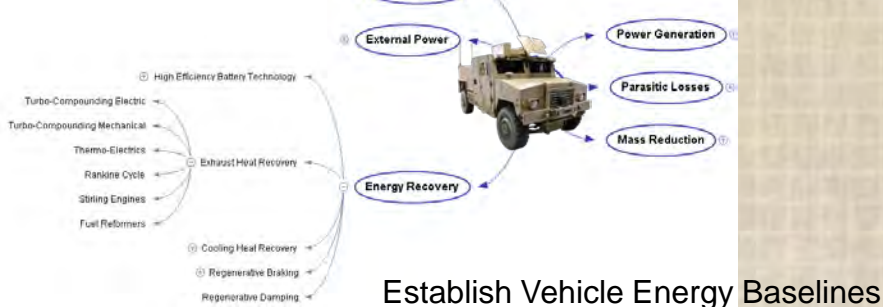 External Power
Power Generation
High Efficiency Battery Technology
Parasitic Losses
Turbo-Compounding Electric
Turbo-Compounding Mechanical
Mass Reduction
Thermo-Electrics
Exhaust Heat Recovery
Rankine Cycle
Energy Recovery
Stirling Engines
Fuel Reformers
Cooling Heat Recovery
Regenerative Braking
Regenerative Damping
Establish Vehicle Energy Baselines